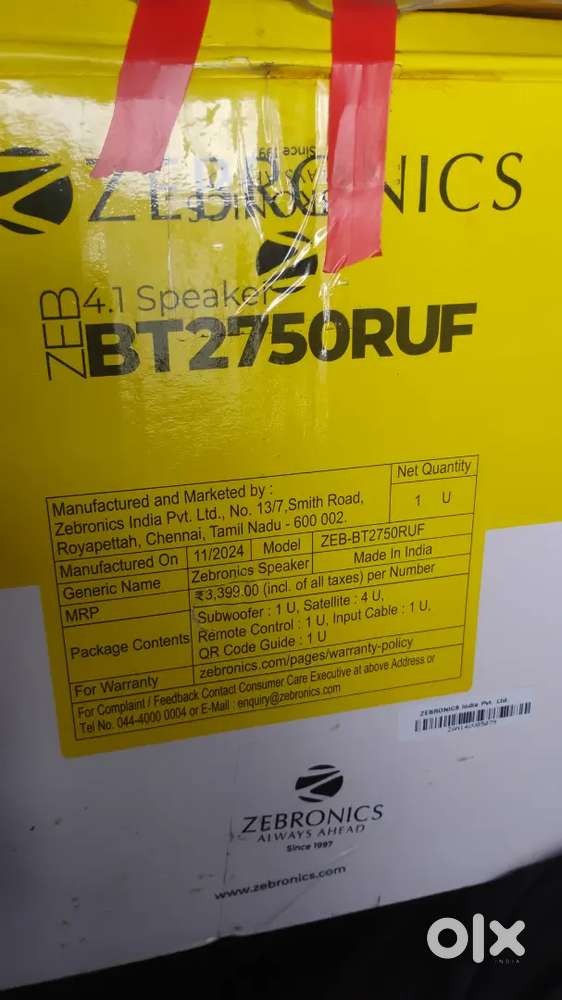 ZEBRONICS
ZEB
4.1 Speaker
BT2750RUF
Manufactured and Marketed by :
Zebronics India Pvt. Ltd., No. 13/7,Smith Road,
Royapettah, Chennai, Tamil Nadu - 600 002.
Net Quantity
1 U
Manufactured On 11/2024 Model ZEB-BT2750RUF
Generic Name Zebronics Speaker Made In India
MRP ₹3,399.00 (incl. of all taxes) per Number
Package Contents Subwoofer : 1 U, Satellite : 4 U,
Remote Control : 1 U, Input Cable : 1 U,
QR Code Guide : 1 U
For Warranty zebronics.com/pages/warranty-policy
For Complaint / Feedback Contact Consumer Care Executive at above Address or
Tel No. 044-4000 0004 or E-Mail : enquiry@zebronics.com
ZEBRONICS India Pvt. Ltd.
ZEBRONICS
ALWAYS AHEAD
Since 1997
www.zebronics.com
olx
INDIA